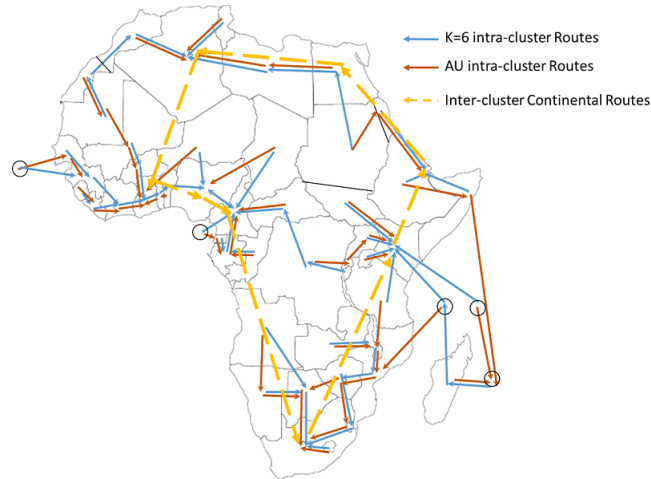 K=6 intra-cluster Routes
AU intra-cluster Routes
Inter-cluster Continental Routes